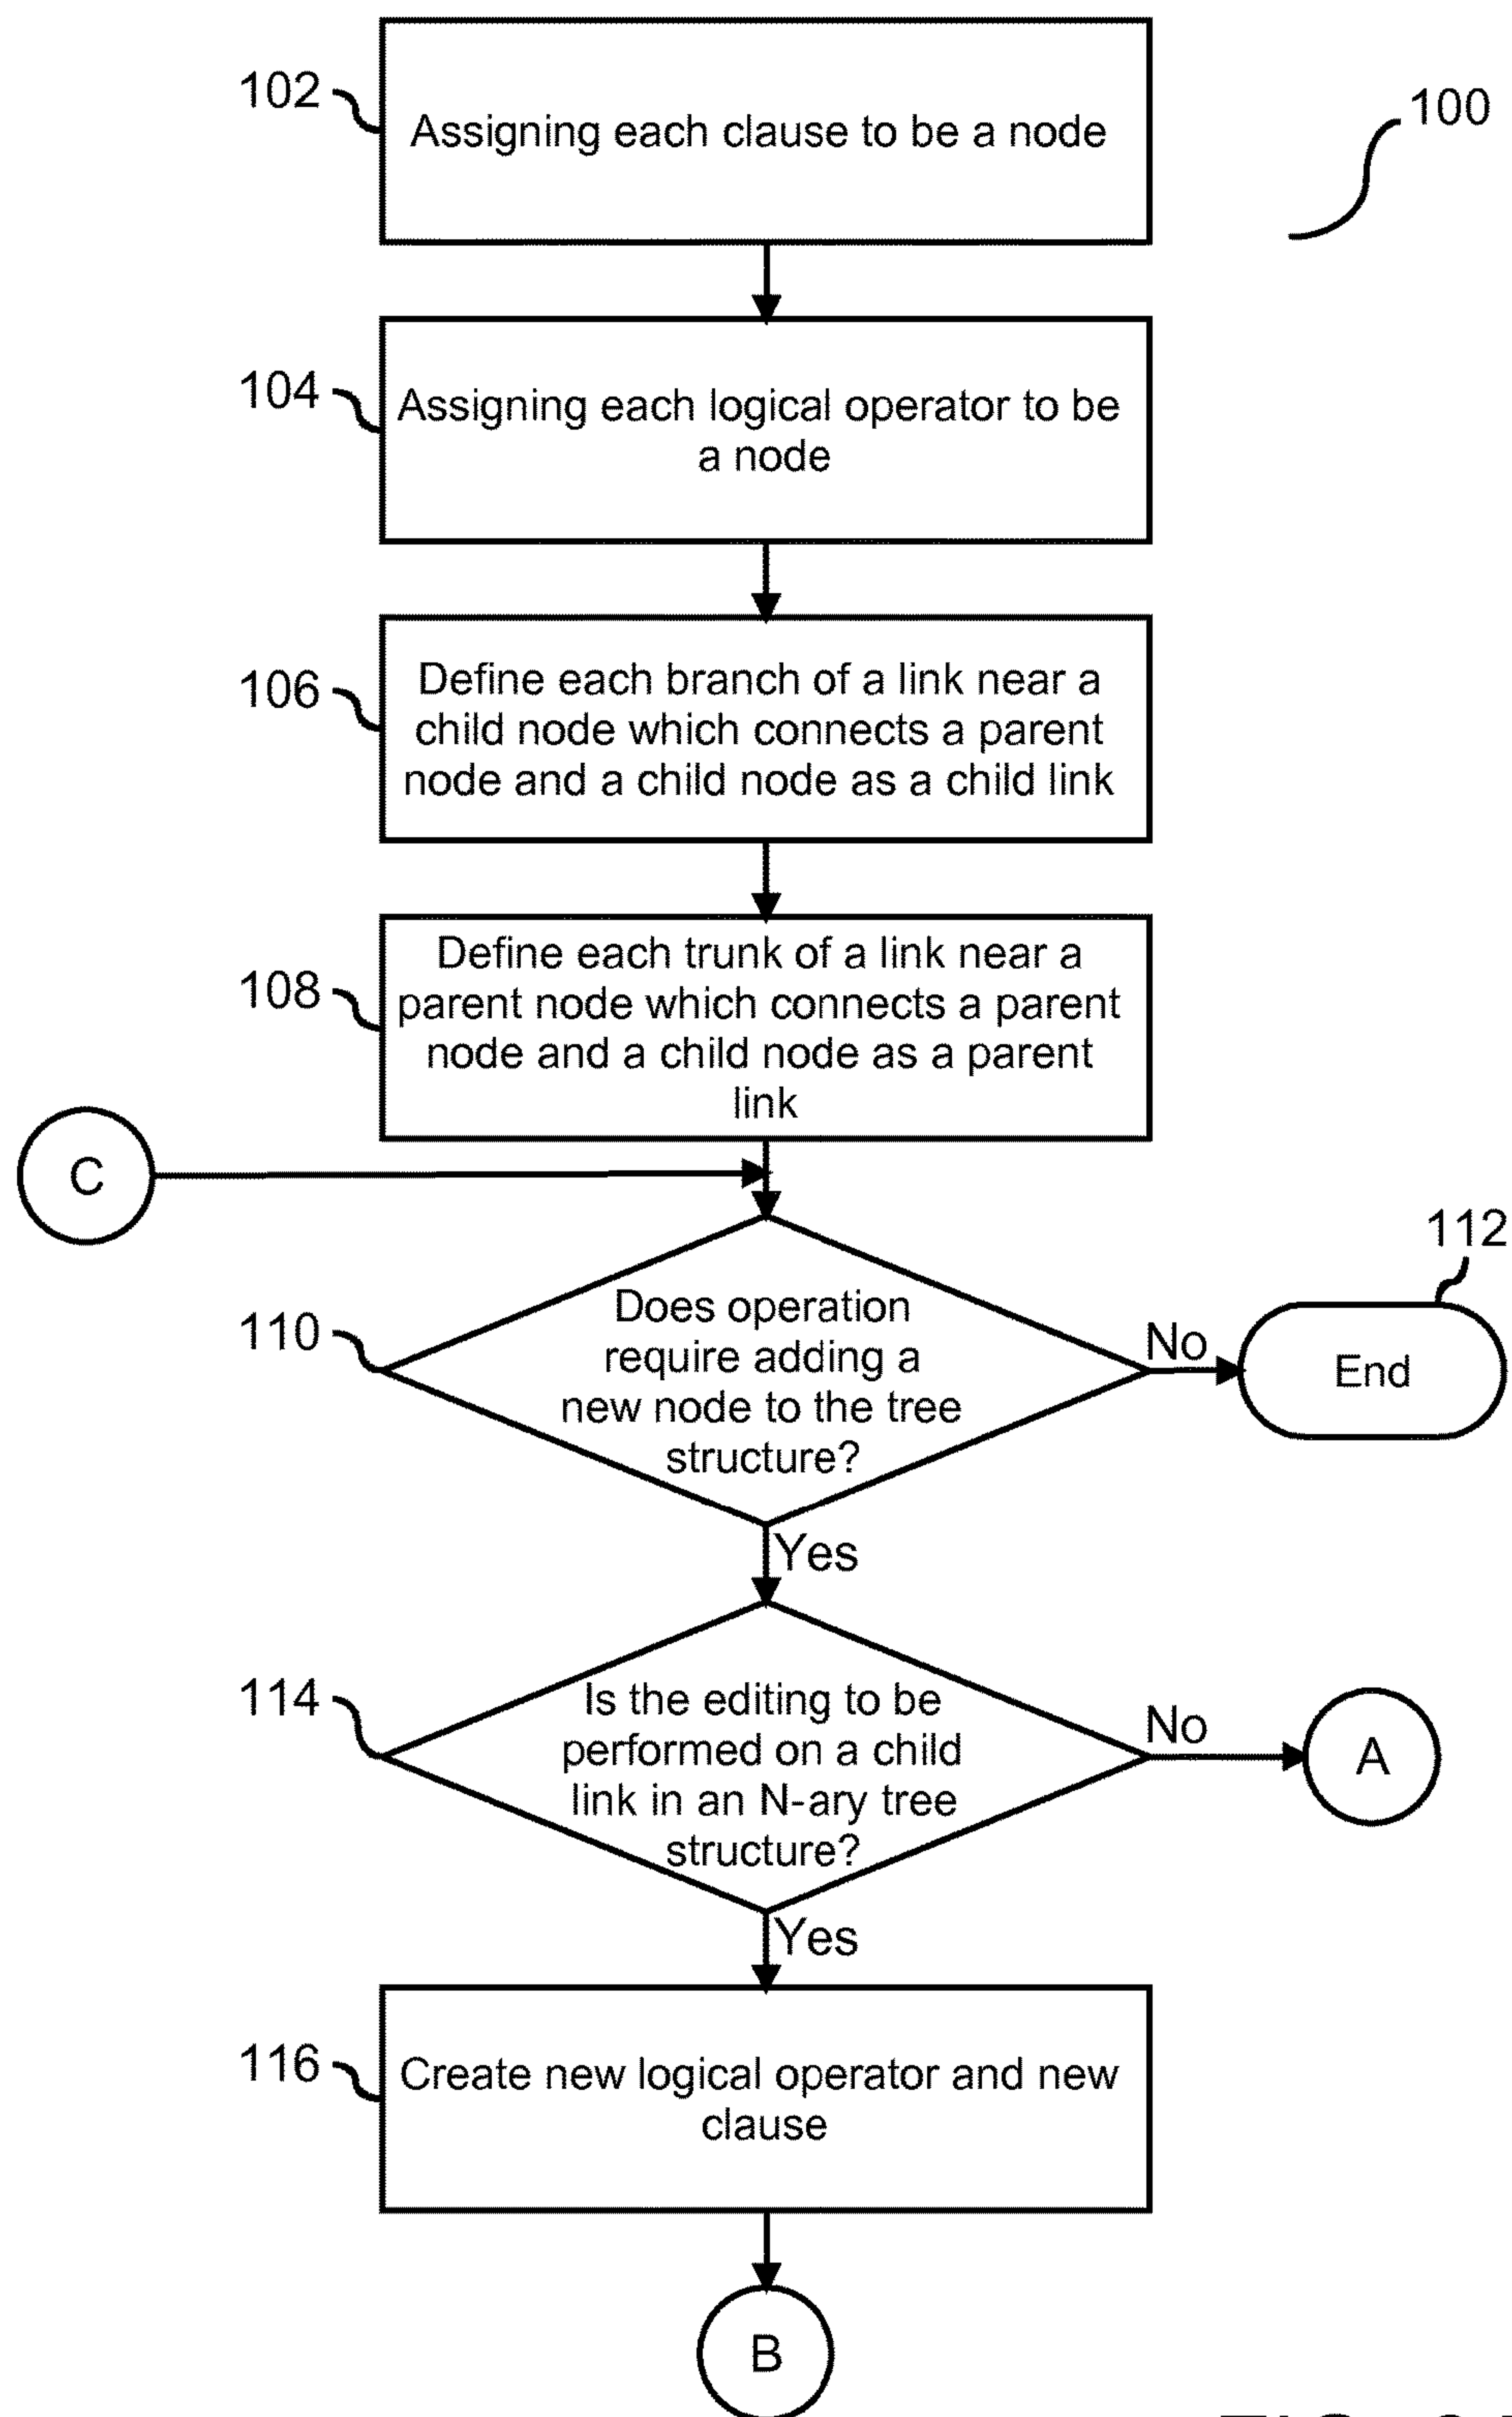 102
Assigning each clause to be a node
100
104
Assigning each logical operator to be
a node
106
Define each branch of a link near a
child node which connects a parent
node and a child node as a child link
108
Define each trunk of a link near a
parent node which connects a parent
node and a child node as a parent
link
C
112
110
Does operation
require adding a
new node to the tree
structure?
No
End
Yes
114
Is the editing to be
performed on a child
link in an N-ary tree
structure?
No
A
Yes
116
Create new logical operator and new
clause
B